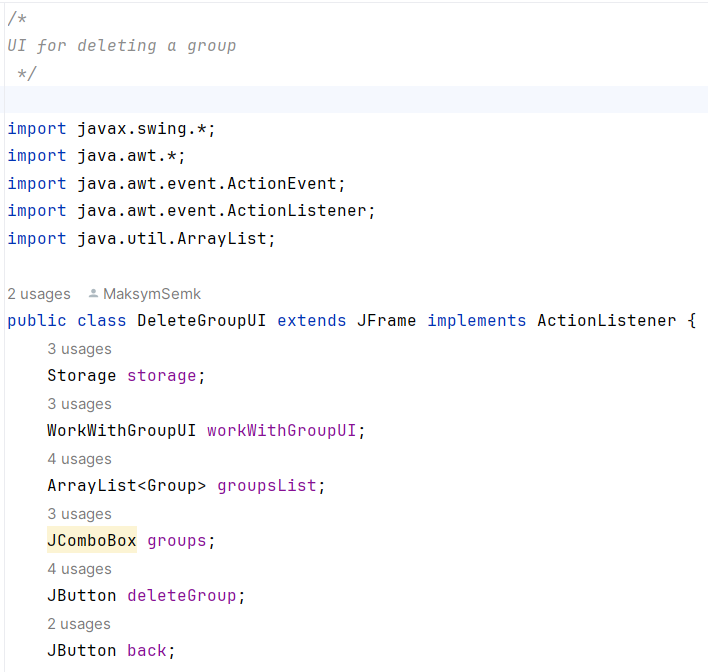 /*
UI for deleting a group
*/
import javax.swing.*;
import java.awt.*;
import java.awt.event.ActionEvent;
import java.awt.event.ActionListener;
import java.util.ArrayList;
2 usages MaksymSemk
public class DeleteGroupUI extends JFrame implements ActionListener {
3 usages
Storage storage;
3 usages
WorkWithGroupUI workWithGroupUI;
4 usages
ArrayList<Group> groupsList;
3 usages
JComboBox groups;
4 usages
JButton deleteGroup;
2 usages
JButton back;